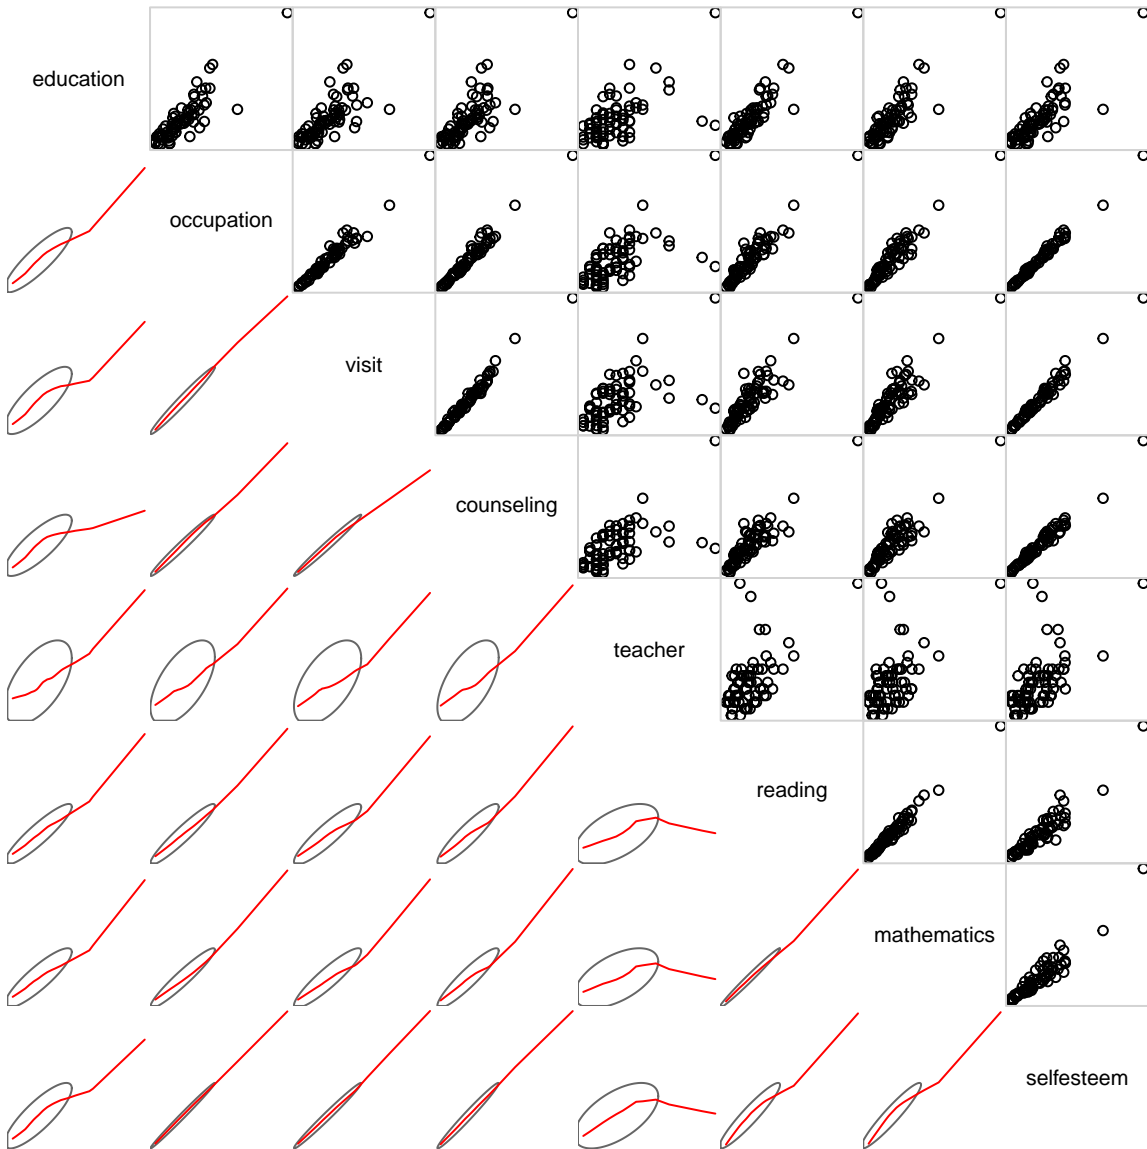 education
occupation
visit
counseling
teacher
reading
mathematics
selfesteem